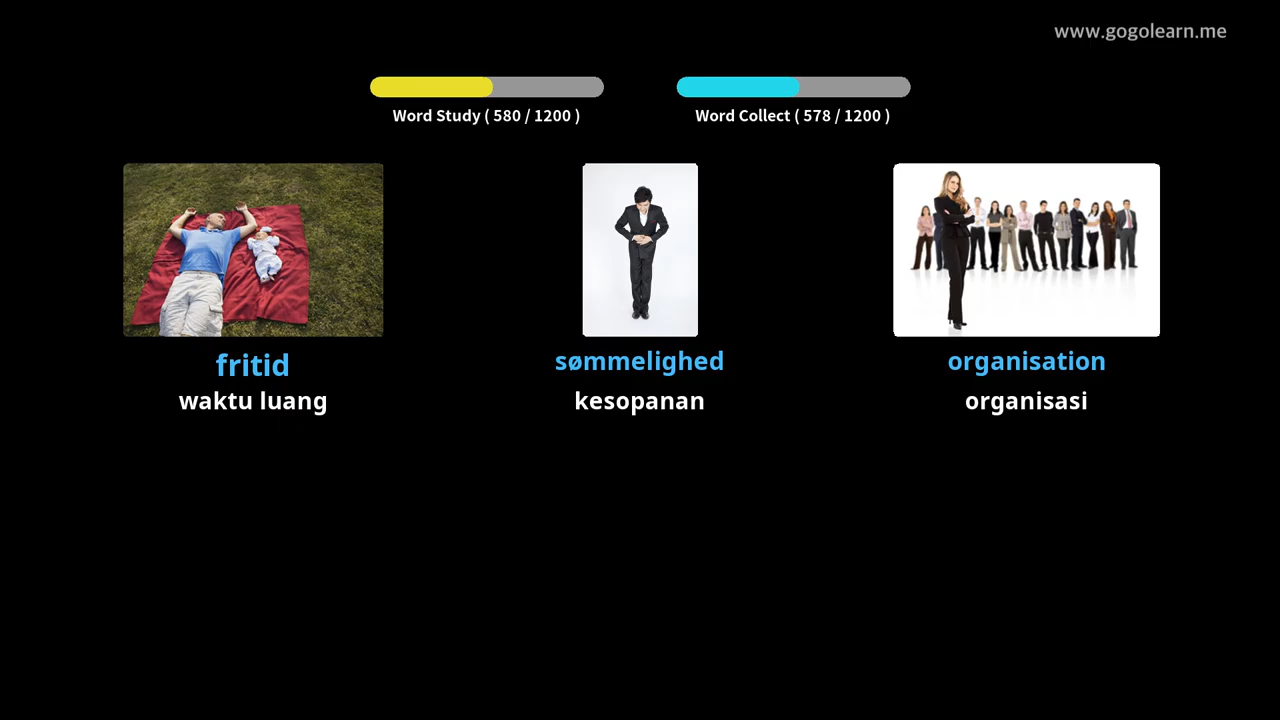 www.gogolearn.me
Word Study ( 580 / 1200 )
Word Collect ( 578 / 1200 )
fritid
sømmelighed
organisation
waktu luang
kesopanan
organisasi